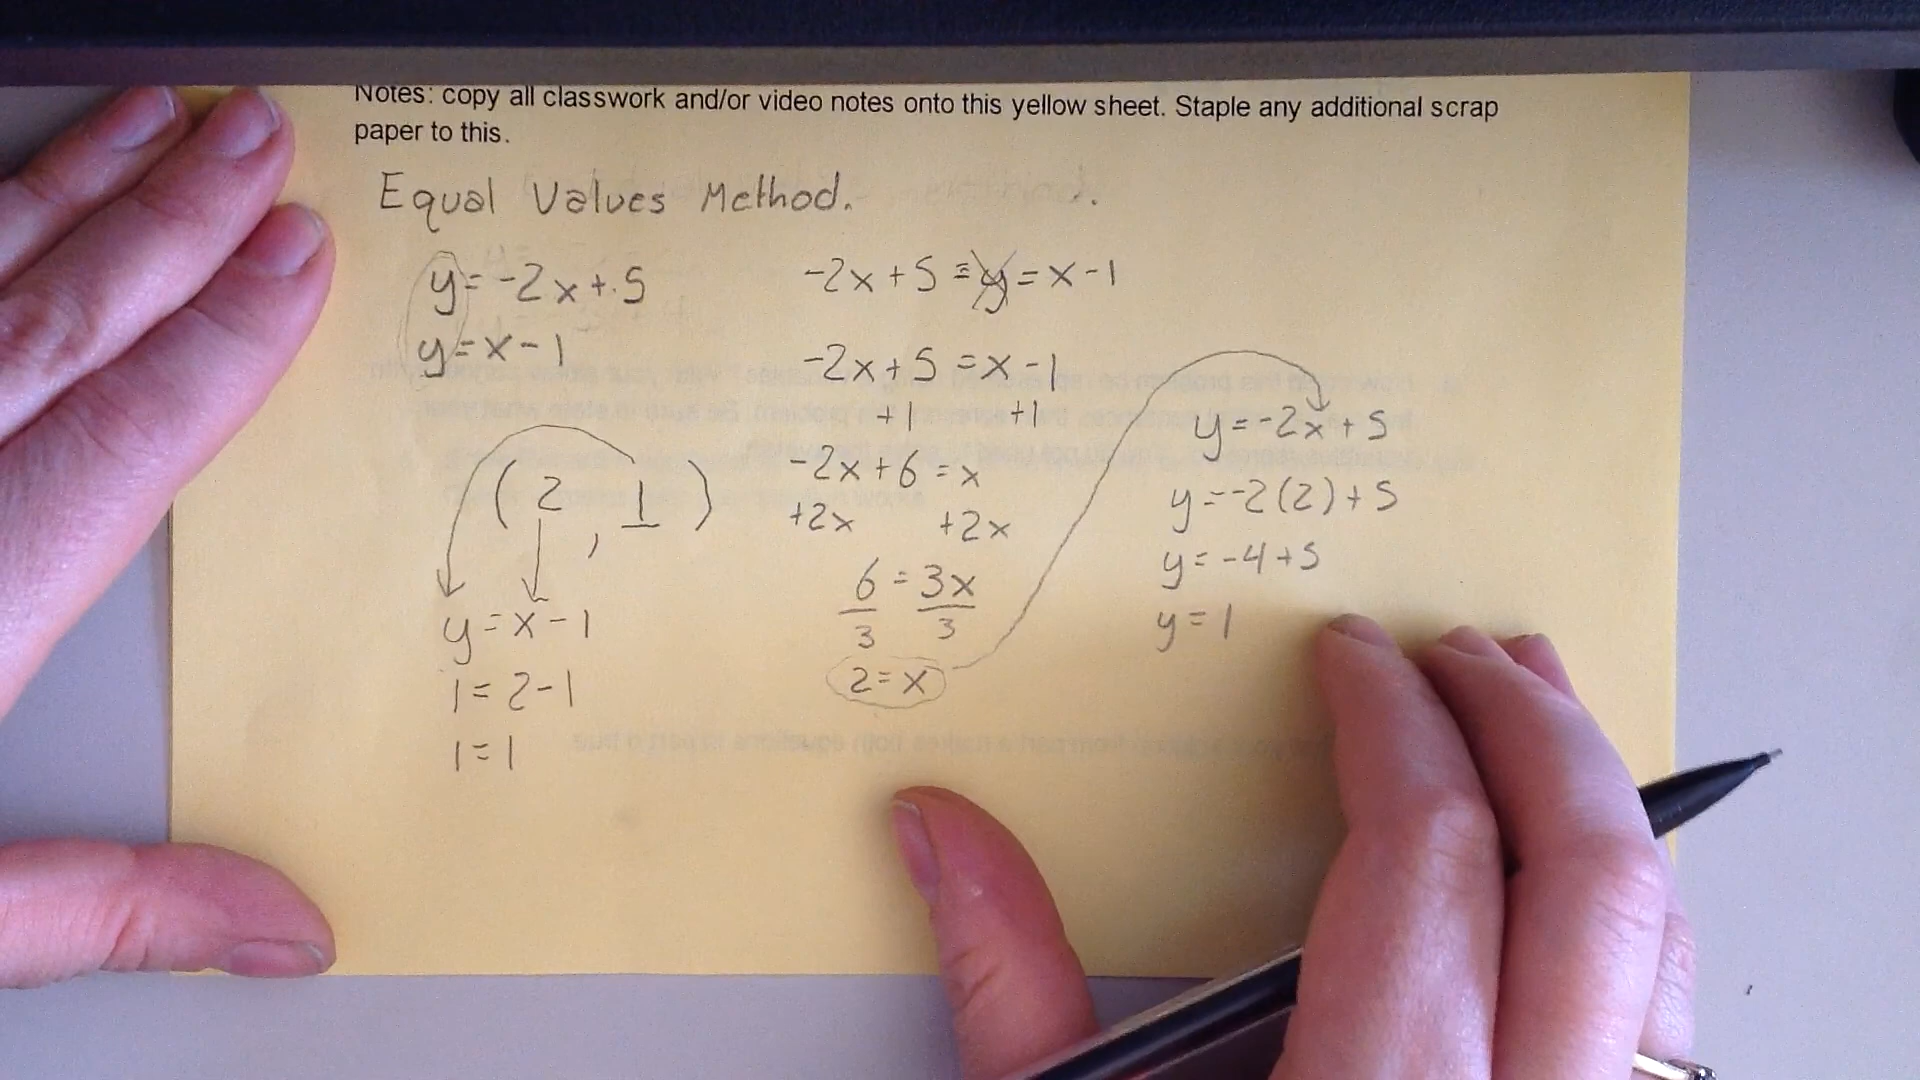 Notes: copy all classwork and/or video notes onto this yellow sheet. Staple any additional scrap
paper to this.
Equal Values Method.
y=-2x+5
y=x-1
(2, 1)
y=x-1
1=2-1
1=1
-2x+5=y=x-1
-2x+5=x-1
+1 +1
-2x+6=x
+2x +2x
6=3x
3 3
2=x
y=-2x+5
y=-2(2)+5
y=-4+5
y=1